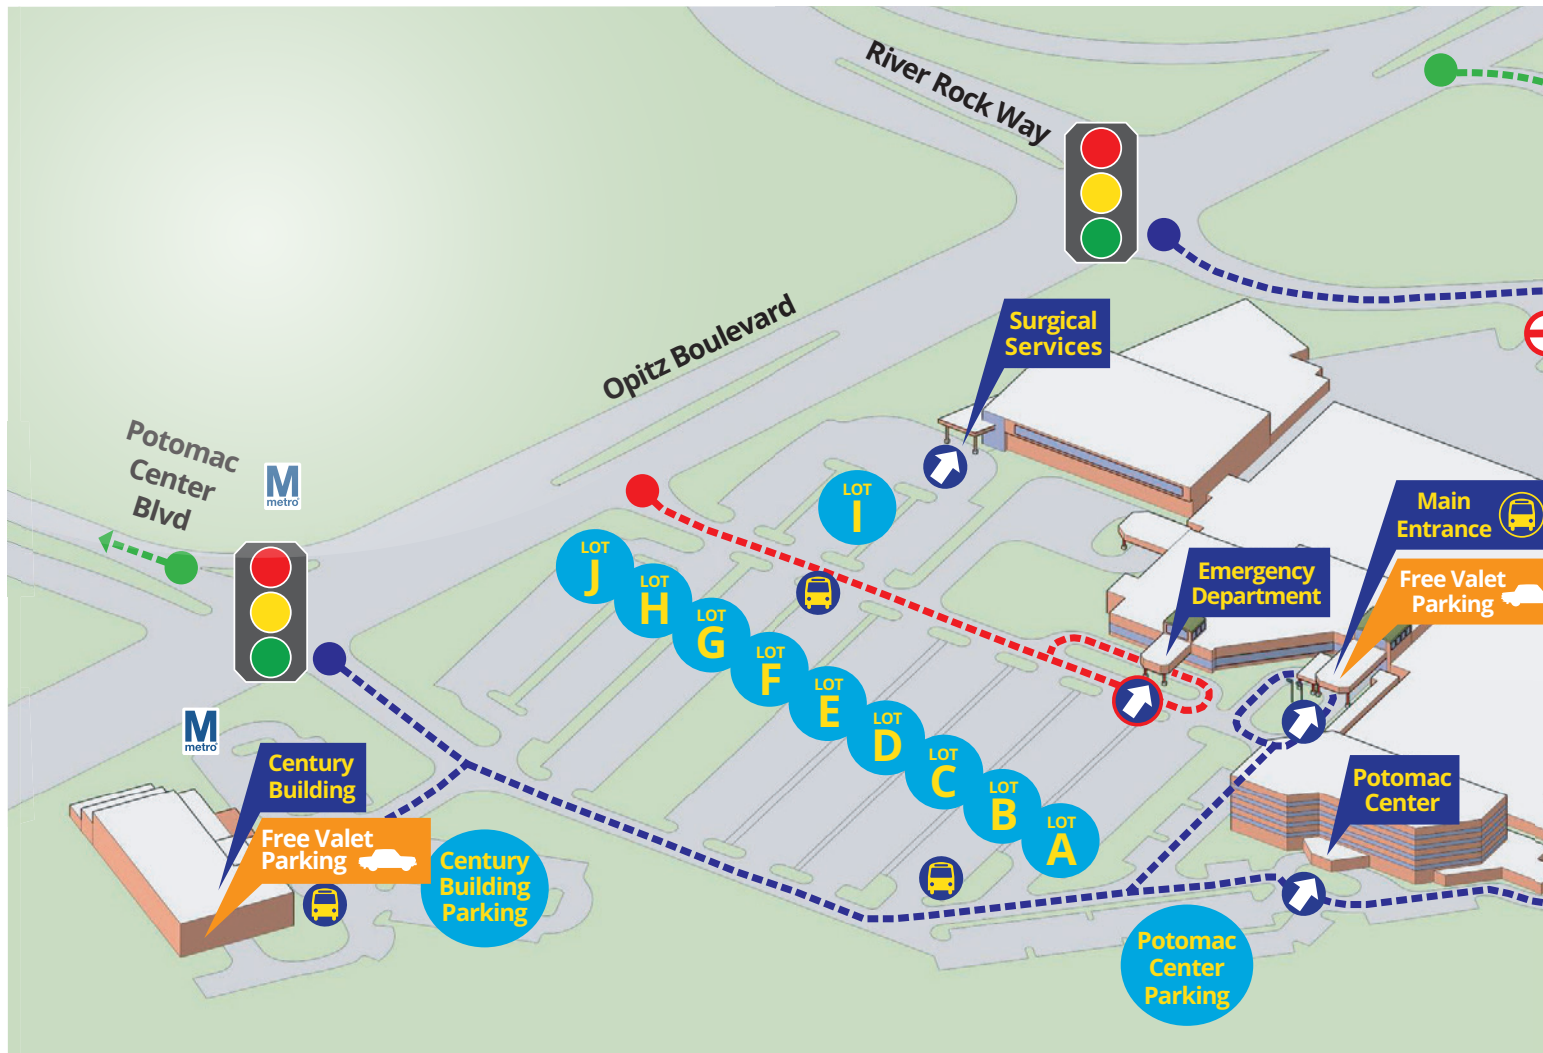 River Rock Way
Opitz Boulevard
Surgical
Services
Potomac
Center
Blvd
M
metro
LOT
I
Main
Entrance
Free Valet
Parking
Emergency
Department
LOT
J
LOT
H
LOT
G
LOT
F
LOT
E
LOT
D
LOT
C
LOT
B
LOT
A
M
metro
Century
Building
Free Valet
Parking
Century
Building
Parking
Potomac
Center
Potomac
Center
Parking